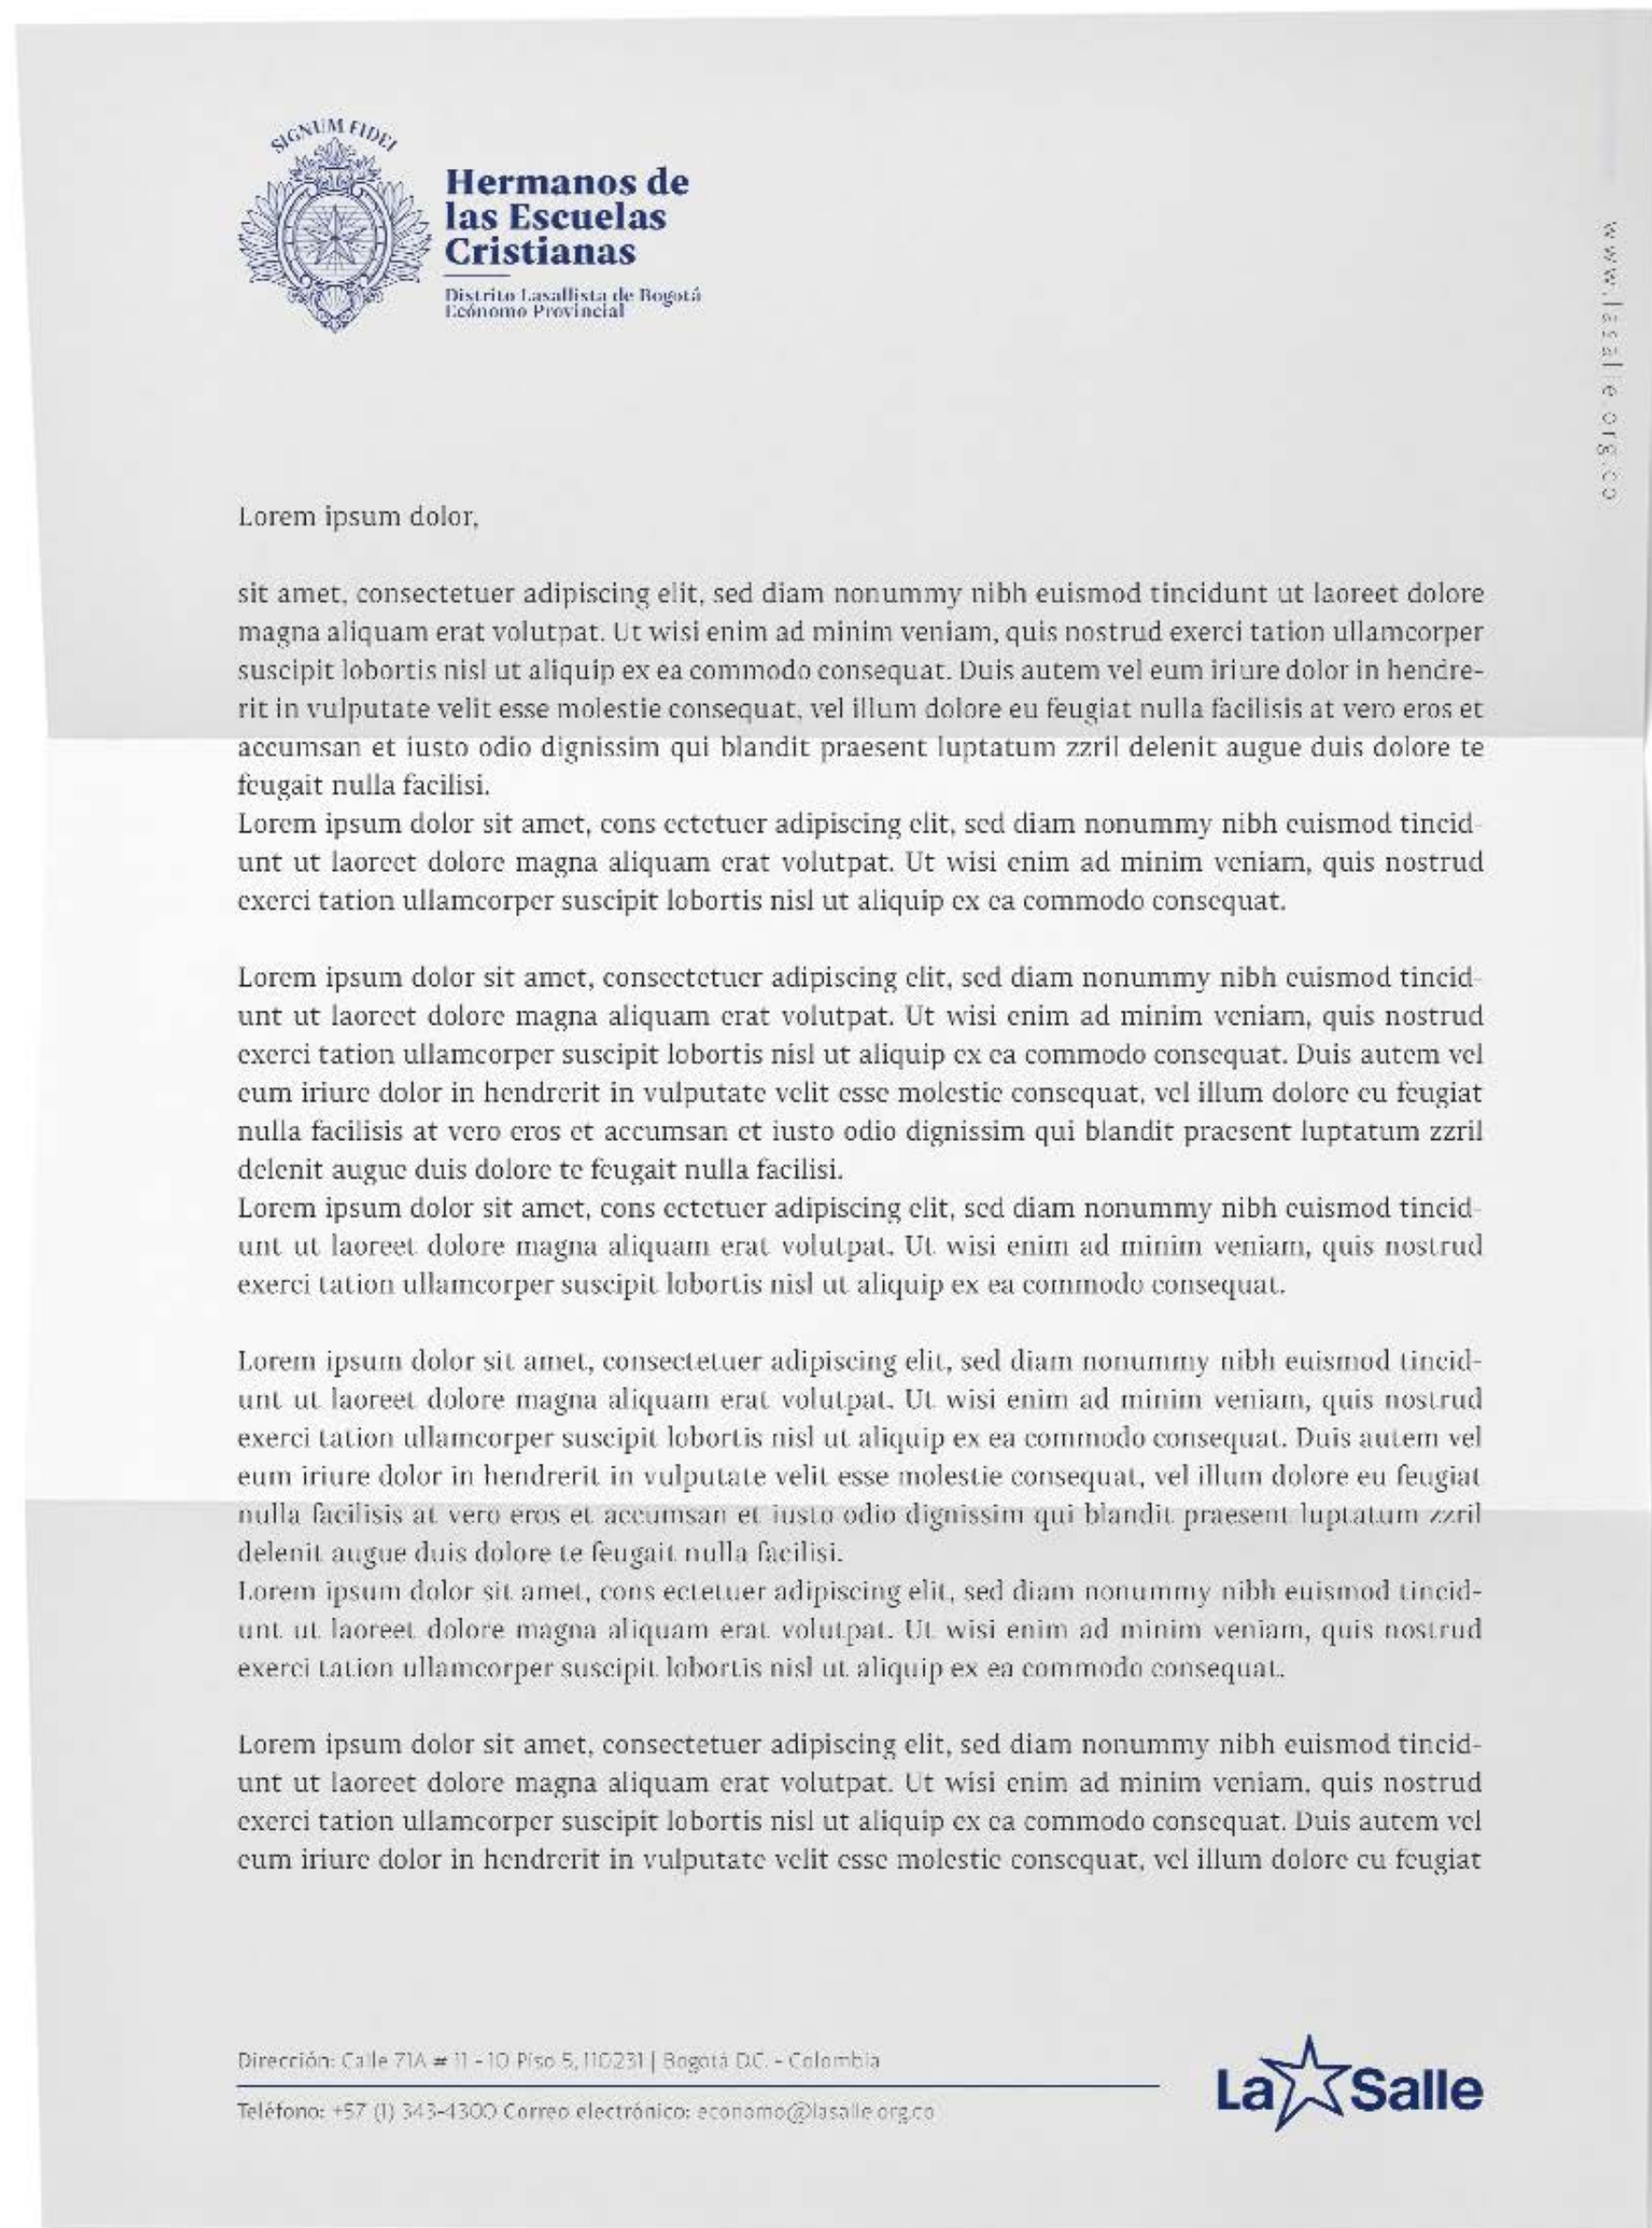 SIGNUM FIDEI
Hermanos de
las Escuelas
Cristianas
Distrito Lasallista de Bogotá
Ecónomo Provincial
www.lasalle.org.co
Lorem ipsum dolor,
sit amet, consectetuer adipiscing elit, sed diam nonummy nibh euismod tincidunt ut laoreet dolore
magna aliquam erat volutpat. Ut wisi enim ad minim veniam, quis nostrud exerci tation ullamcorper
suscipit lobortis nisl ut aliquip ex ea commodo consequat. Duis autem vel eum iriure dolor in hendre-
rit in vulputate velit esse molestie consequat, vel illum dolore eu feugiat nulla facilisis at vero eros et
accumsan et iusto odio dignissim qui blandit praesent luptatum zzril delenit augue duis dolore te
feugait nulla facilisi.
Lorem ipsum dolor sit amet, cons ectetuer adipiscing elit, sed diam nonummy nibh euismod tincid-
unt ut laoreet dolore magna aliquam erat volutpat. Ut wisi enim ad minim veniam, quis nostrud
exerci tation ullamcorper suscipit lobortis nisl ut aliquip ex ea commodo consequat.
Lorem ipsum dolor sit amet, consectetuer adipiscing elit, sed diam nonummy nibh euismod tincid-
unt ut laoreet dolore magna aliquam erat volutpat. Ut wisi enim ad minim veniam, quis nostrud
exerci tation ullamcorper suscipit lobortis nisl ut aliquip ex ea commodo consequat. Duis autem vel
eum iriure dolor in hendrerit in vulputate velit esse molestie consequat, vel illum dolore eu feugiat
nulla facilisis at vero eros et accumsan et iusto odio dignissim qui blandit praesent luptatum zzril
delenit augue duis dolore te feugait nulla facilisi.
Lorem ipsum dolor sit amet, cons ectetuer adipiscing elit, sed diam nonummy nibh euismod tincid-
unt ut laoreet dolore magna aliquam erat volutpat. Ut wisi enim ad minim veniam, quis nostrud
exerci tation ullamcorper suscipit lobortis nisl ut aliquip ex ea commodo consequat.
Lorem ipsum dolor sit amet, consectetuer adipiscing elit, sed diam nonummy nibh euismod tincid-
unt ut laoreet dolore magna aliquam erat volutpat. Ut wisi enim ad minim veniam, quis nostrud
exerci tation ullamcorper suscipit lobortis nisl ut aliquip ex ea commodo consequat. Duis autem vel
eum iriure dolor in hendrerit in vulputate velit esse molestie consequat, vel illum dolore eu feugiat
nulla facilisis at vero eros et accumsan et iusto odio dignissim qui blandit praesent luptatum zzril
delenit augue duis dolore te feugait nulla facilisi.
Lorem ipsum dolor sit amet, cons ectetuer adipiscing elit, sed diam nonummy nibh euismod tincid-
unt ut laoreet dolore magna aliquam erat volutpat. Ut wisi enim ad minim veniam, quis nostrud
exerci tation ullamcorper suscipit lobortis nisl ut aliquip ex ea commodo consequat.
Lorem ipsum dolor sit amet, consectetuer adipiscing elit, sed diam nonummy nibh euismod tincid-
unt ut laoreet dolore magna aliquam erat volutpat. Ut wisi enim ad minim veniam, quis nostrud
exerci tation ullamcorper suscipit lobortis nisl ut aliquip ex ea commodo consequat. Duis autem vel
eum iriure dolor in hendrerit in vulputate velit esse molestie consequat, vel illum dolore eu feugiat
Dirección: Calle 71A # 11 - 10 Piso 5, 110231 | Bogotá D.C. - Colombia
Teléfono: +57 (1) 343-4300 Correo electrónico: economo@lasalle.org.co
La Salle